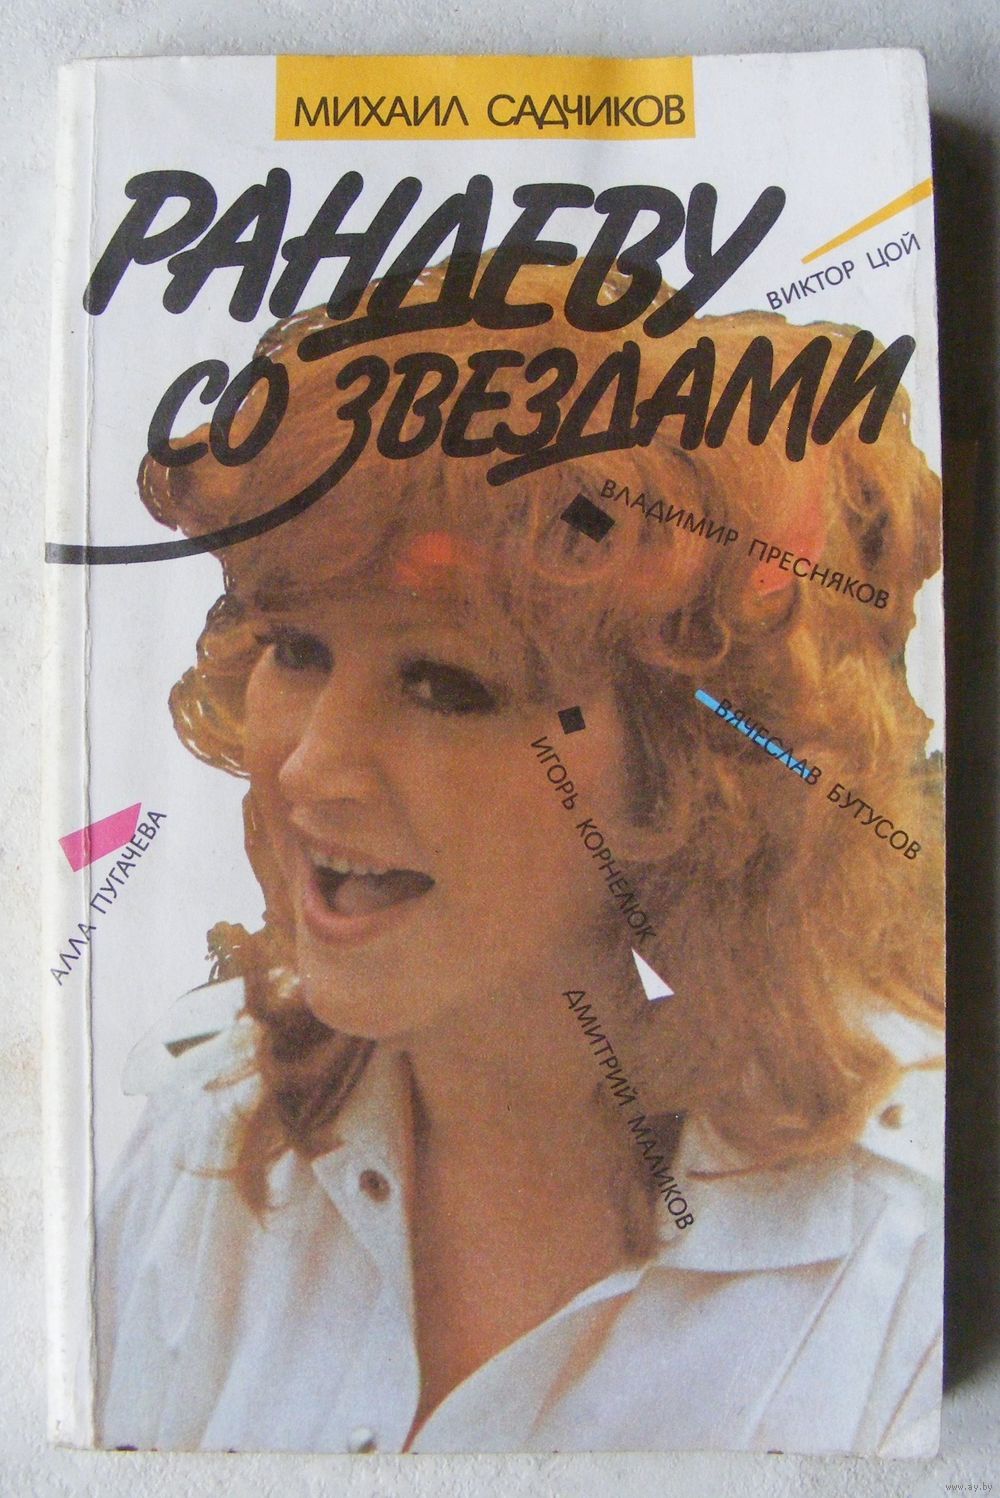 МИХАИЛ САДЧИКОВ
РАНДЕВУ
СО ЗВЕЗДАМИ
ВИКТОР ЦОЙ
ВЛАДИМИР ПРЕСНЯКОВ
ВЯЧЕСЛАВ БУТУСОВ
ИГОРЬ КОРНЕЛЮК
АЛЛА ПУГАЧЕВА
ДМИТРИЙ МАЛИКОВ
www.ay.by